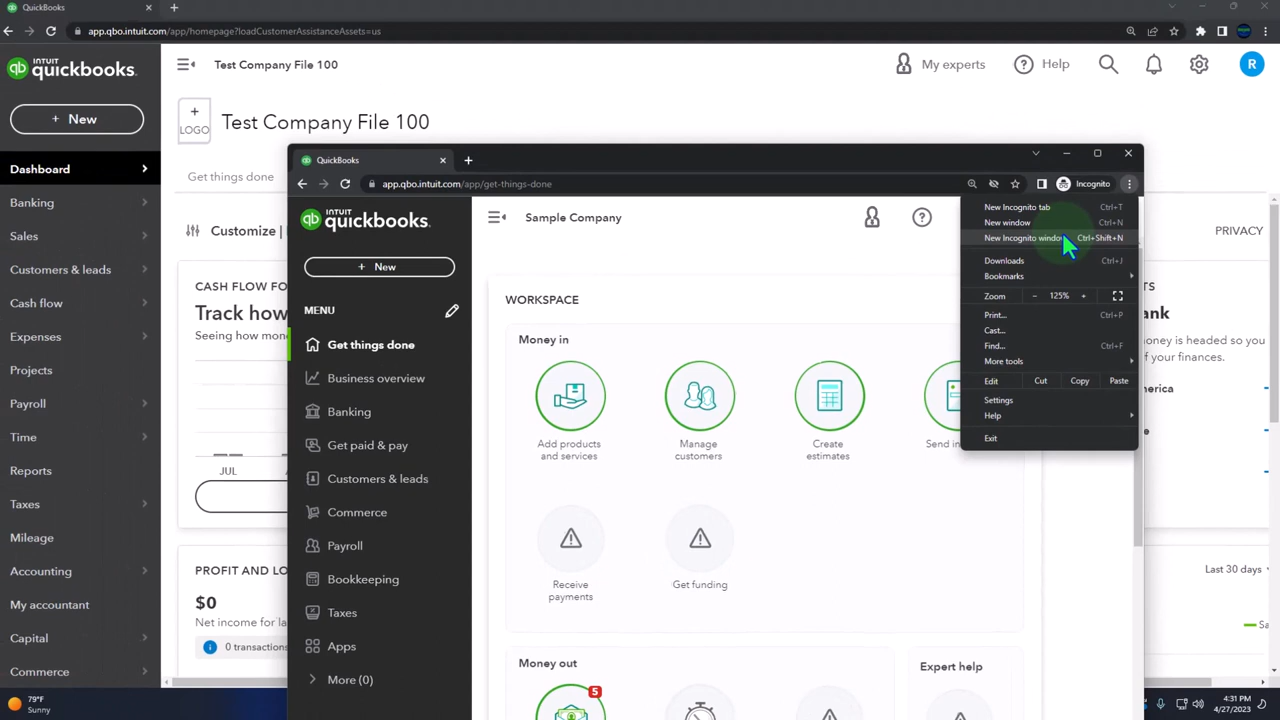 QuickBooks
app.qbo.intuit.com/app/homepage?loadCustomerAssistanceAssets=us
INTUIT
quickbooks.
Test Company File 100
My experts
Help
R
+ New
+
LOGO
Test Company File 100
Dashboard
Get things done
Banking
Sales
Customers & leads
Cash flow
Expenses
Projects
Payroll
Time
Reports
Taxes
Mileage
Accounting
My accountant
Capital
Commerce
Customize
PRIVACY
CASH FLOW FO
Track how
Seeing how mone
JUL
PROFIT AND LO
$0
Net income for la
0 transactions
QuickBooks
app.qbo.intuit.com/app/get-things-done
Incognito
INTUIT
quickbooks.
Sample Company
+ New
MENU
Get things done
Business overview
Banking
Get paid & pay
Customers & leads
Commerce
Payroll
Bookkeeping
Taxes
Apps
More (0)
WORKSPACE
Money in
Add products
and services
Manage
customers
Create
estimates
Send in
Receive
payments
Get funding
Money out
5
Expert help
New Incognito tab Ctrl+T
New window Ctrl+N
New Incognito window Ctrl+Shift+N
Downloads Ctrl+J
Bookmarks
Zoom − 125% +
Print... Ctrl+P
Cast...
Find... Ctrl+F
More tools
Edit Cut Copy Paste
Settings
Help
Exit
TS
ank
money is headed so you
of your finances.
merica
e
Last 30 days
Sa
79°F
Sunny
4:31 PM
4/27/2023